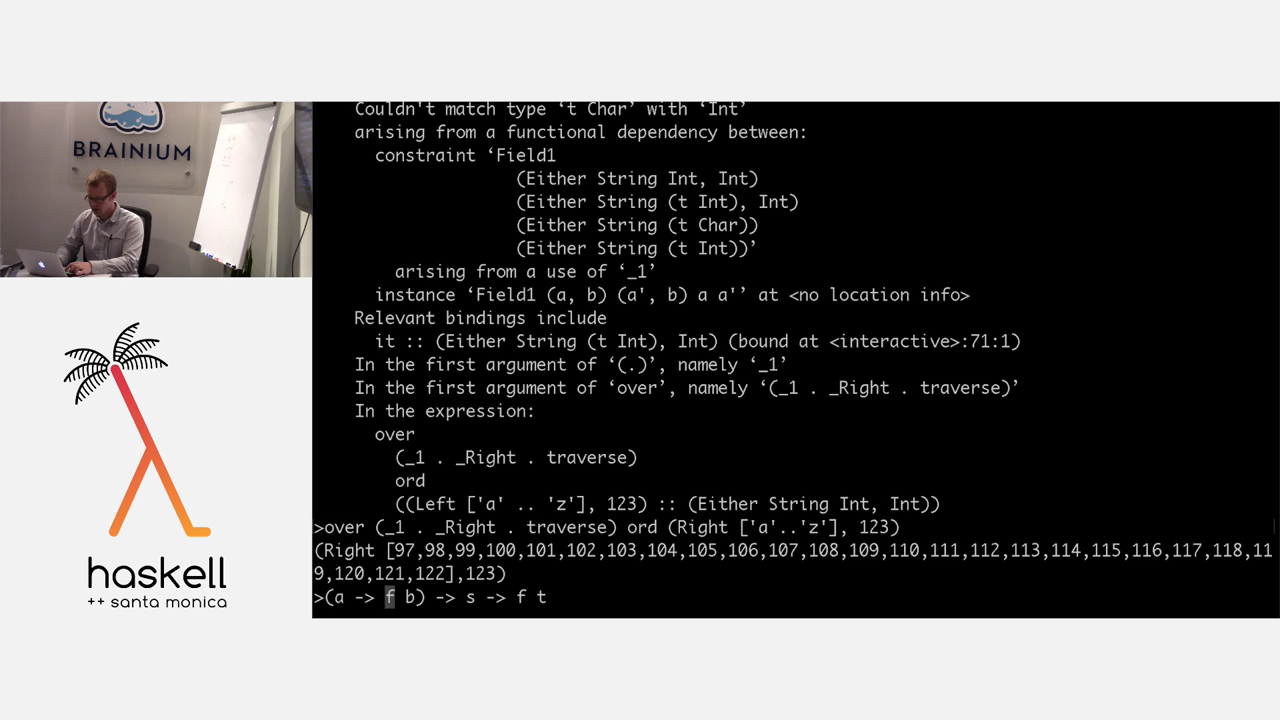 BRAINIUM
haskell
++ santa monica
Couldn't match type ‘t Char’ with ‘Int’
arising from a functional dependency between:
constraint ‘Field1
(Either String Int, Int)
(Either String (t Int), Int)
(Either String (t Char))
(Either String (t Int))’
arising from a use of ‘_1’
instance ‘Field1 (a, b) (a', b) a a'’ at <no location info>
Relevant bindings include
it :: (Either String (t Int), Int) (bound at <interactive>:71:1)
In the first argument of ‘(.)’, namely ‘_1’
In the first argument of ‘over’, namely ‘(_1 . _Right . traverse)’
In the expression:
over
(_1 . _Right . traverse)
ord
((Left ['a' .. 'z'], 123) :: (Either String Int, Int))
>over (_1 . _Right . traverse) ord (Right ['a'..'z'], 123)
(Right [97,98,99,100,101,102,103,104,105,106,107,108,109,110,111,112,113,114,115,116,117,118,11
9,120,121,122],123)
>(a -> f b) -> s -> f t